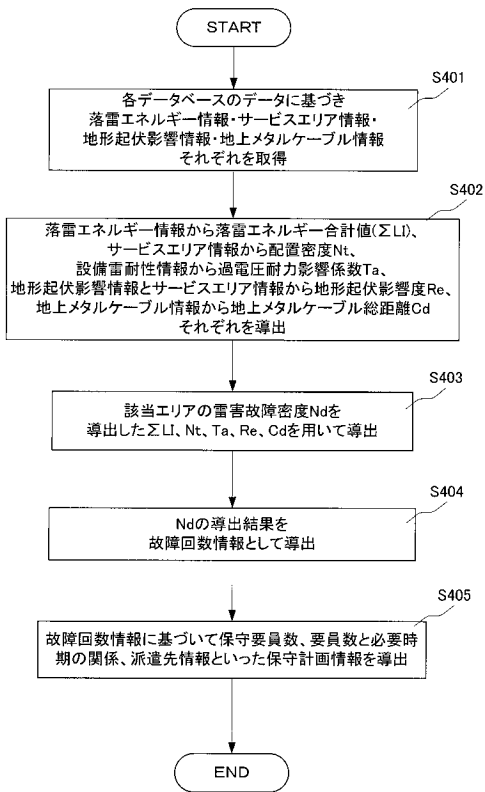 START
S401
各データベースのデータに基づき
落雷エネルギー情報・サービスエリア情報・
地形起伏影響情報・地上メタルケーブル情報
それぞれを取得
S402
落雷エネルギー情報から落雷エネルギー合計値(ΣLI)、
サービスエリア情報から配置密度Nt、
設備雷耐性情報から過電圧耐力影響係数Ta、
地形起伏影響情報とサービスエリア情報から地形起伏影響度Re、
地上メタルケーブル情報から地上メタルケーブル総距離Cd
それぞれを導出
S403
該当エリアの雷害故障密度Ndを
導出したΣLI、Nt、Ta、Re、Cdを用いて導出
S404
Ndの導出結果を
故障回数情報として導出
S405
故障回数情報に基づいて保守要員数、要員数と必要時
期の関係、派遣先情報といった保守計画情報を導出
END